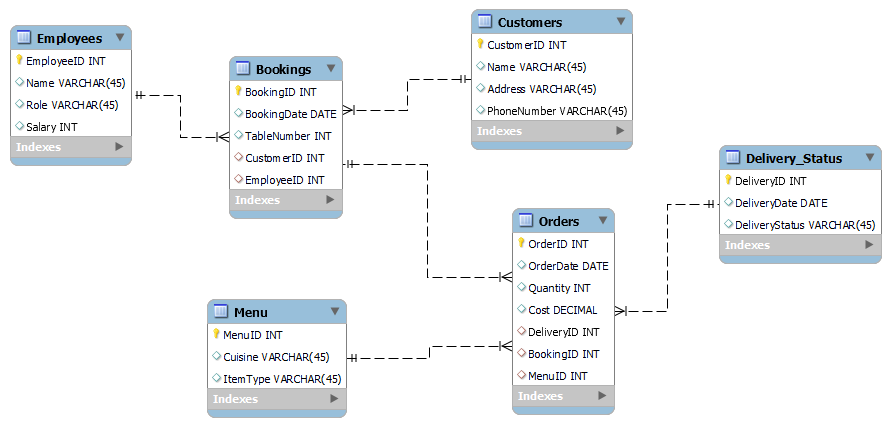 Employees
EmployeeID INT
Name VARCHAR(45)
Role VARCHAR(45)
Salary INT
Indexes
Bookings
BookingID INT
BookingDate DATE
TableNumber INT
CustomerID INT
EmployeeID INT
Indexes
Customers
CustomerID INT
Name VARCHAR(45)
Address VARCHAR(45)
PhoneNumber VARCHAR(45)
Indexes
Delivery_Status
DeliveryID INT
DeliveryDate DATE
DeliveryStatus VARCHAR(45)
Indexes
Orders
OrderID INT
OrderDate DATE
Quantity INT
Cost DECIMAL
DeliveryID INT
BookingID INT
MenuID INT
Indexes
Menu
MenuID INT
Cuisine VARCHAR(45)
ItemType VARCHAR(45)
Indexes